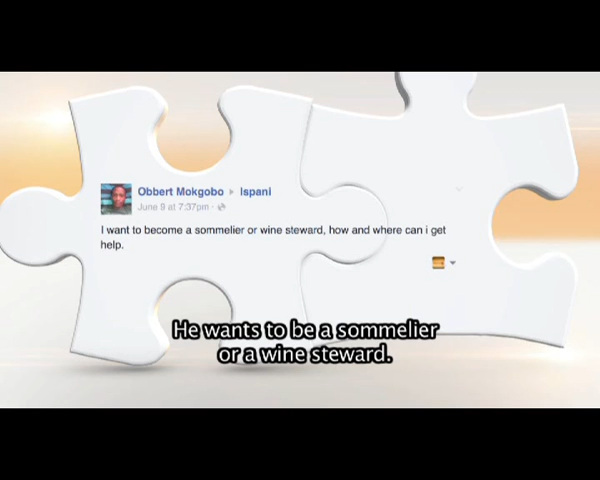 Obbert Mokgobo ▸ Ispani
June 9 at 7:37pm ·
I want to become a sommelier or wine steward, how and where can i get
help.
He wants to be a sommelier
or a wine steward.